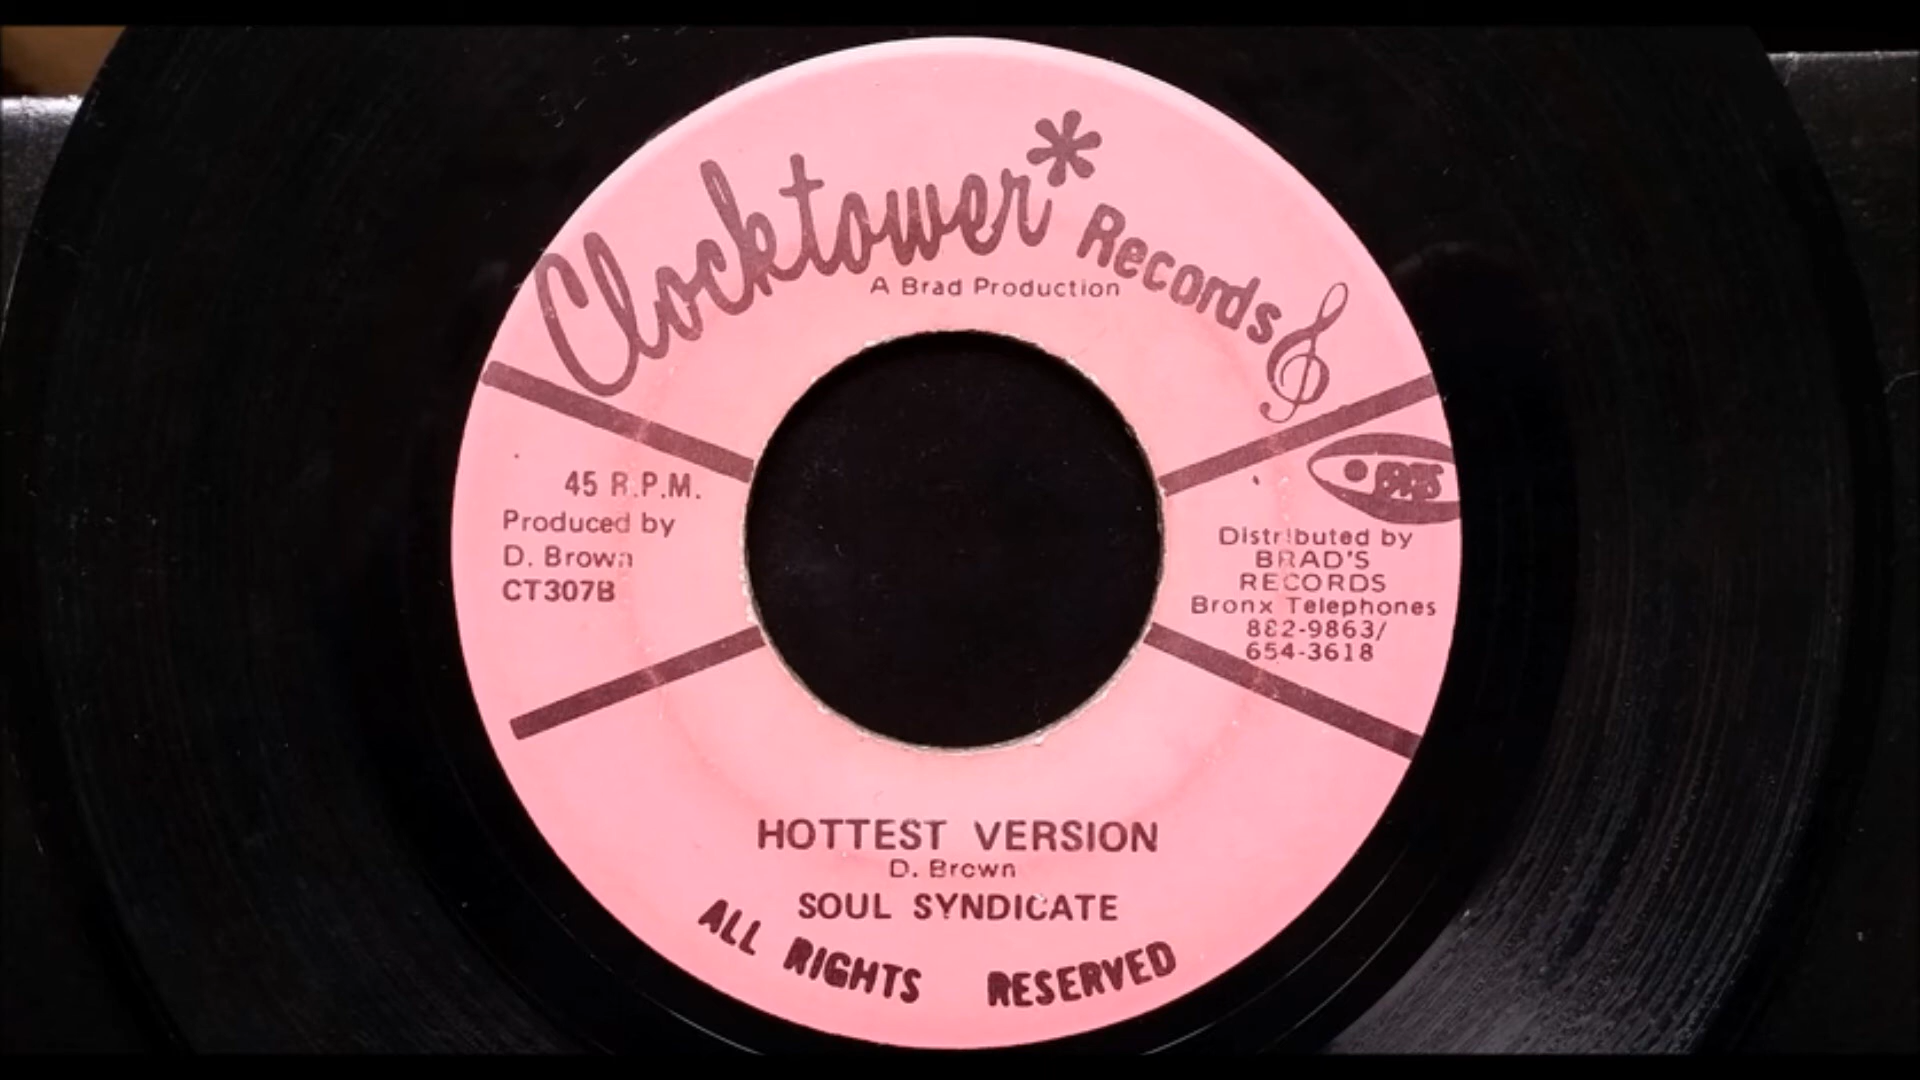 Clocktower* Records
A Brad Production
45 R.P.M.
Produced by
D. Brown
CT307B
Distributed by
BRAD'S
RECORDS
Bronx Telephones
882-9863/
654-3618
HOTTEST VERSION
D. Brown
SOUL SYNDICATE
ALL RIGHTS RESERVED